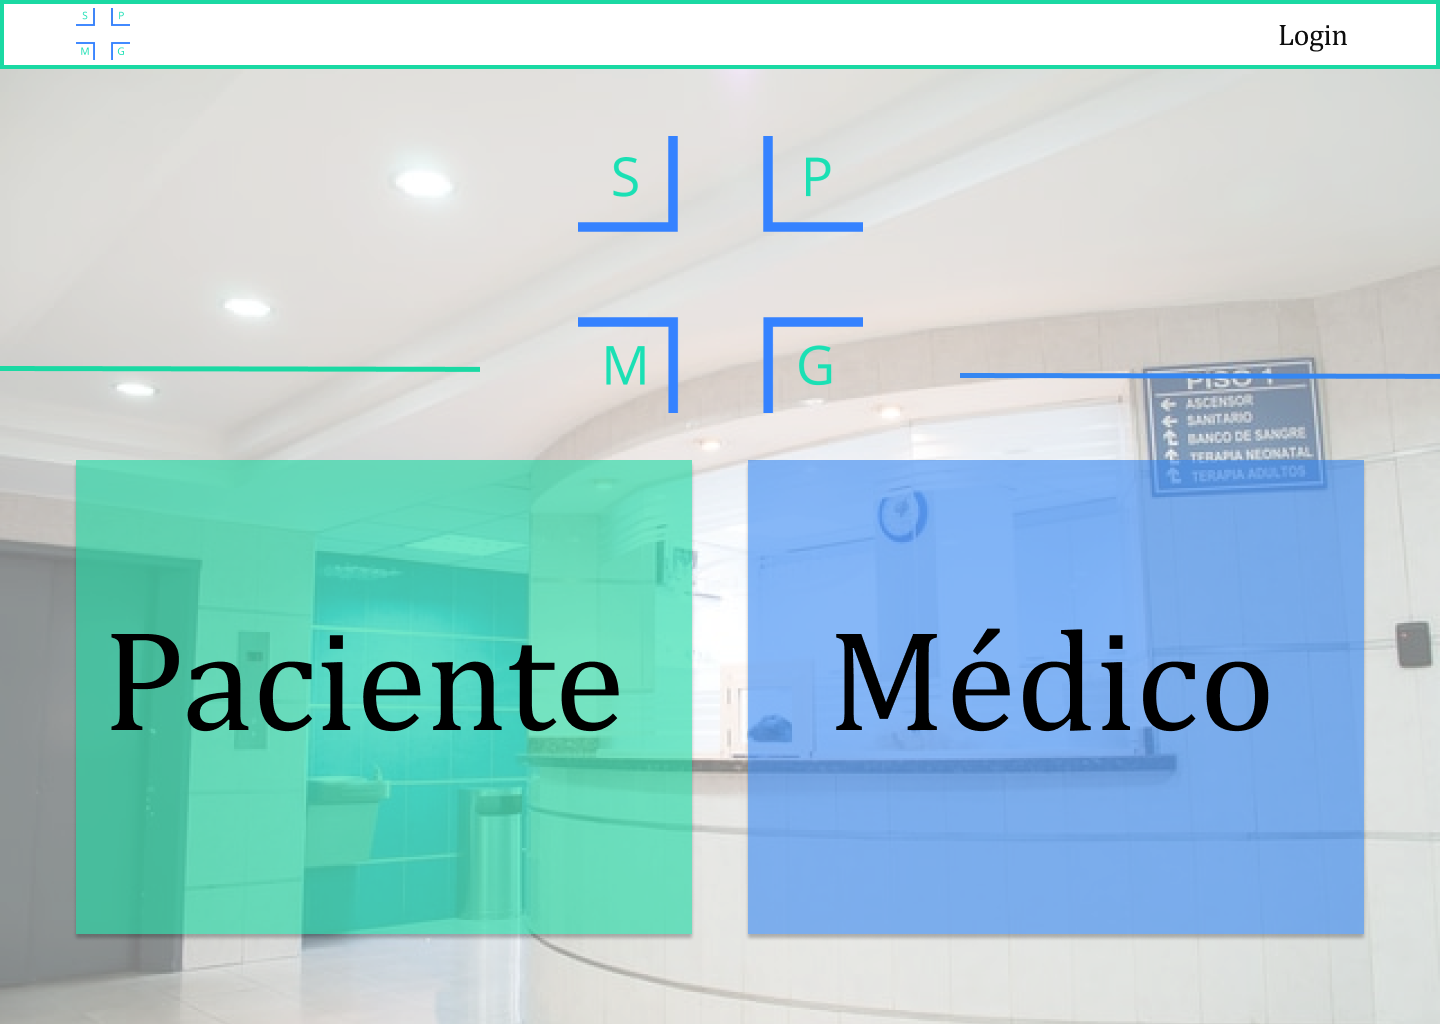 S P
M G
Login
S P
M G
PISO 1
ASCENSOR
SANITARIO
BANCO DE SANGRE
TERAPIA NEONATAL
TERAPIA ADULTOS
Paciente
Médico